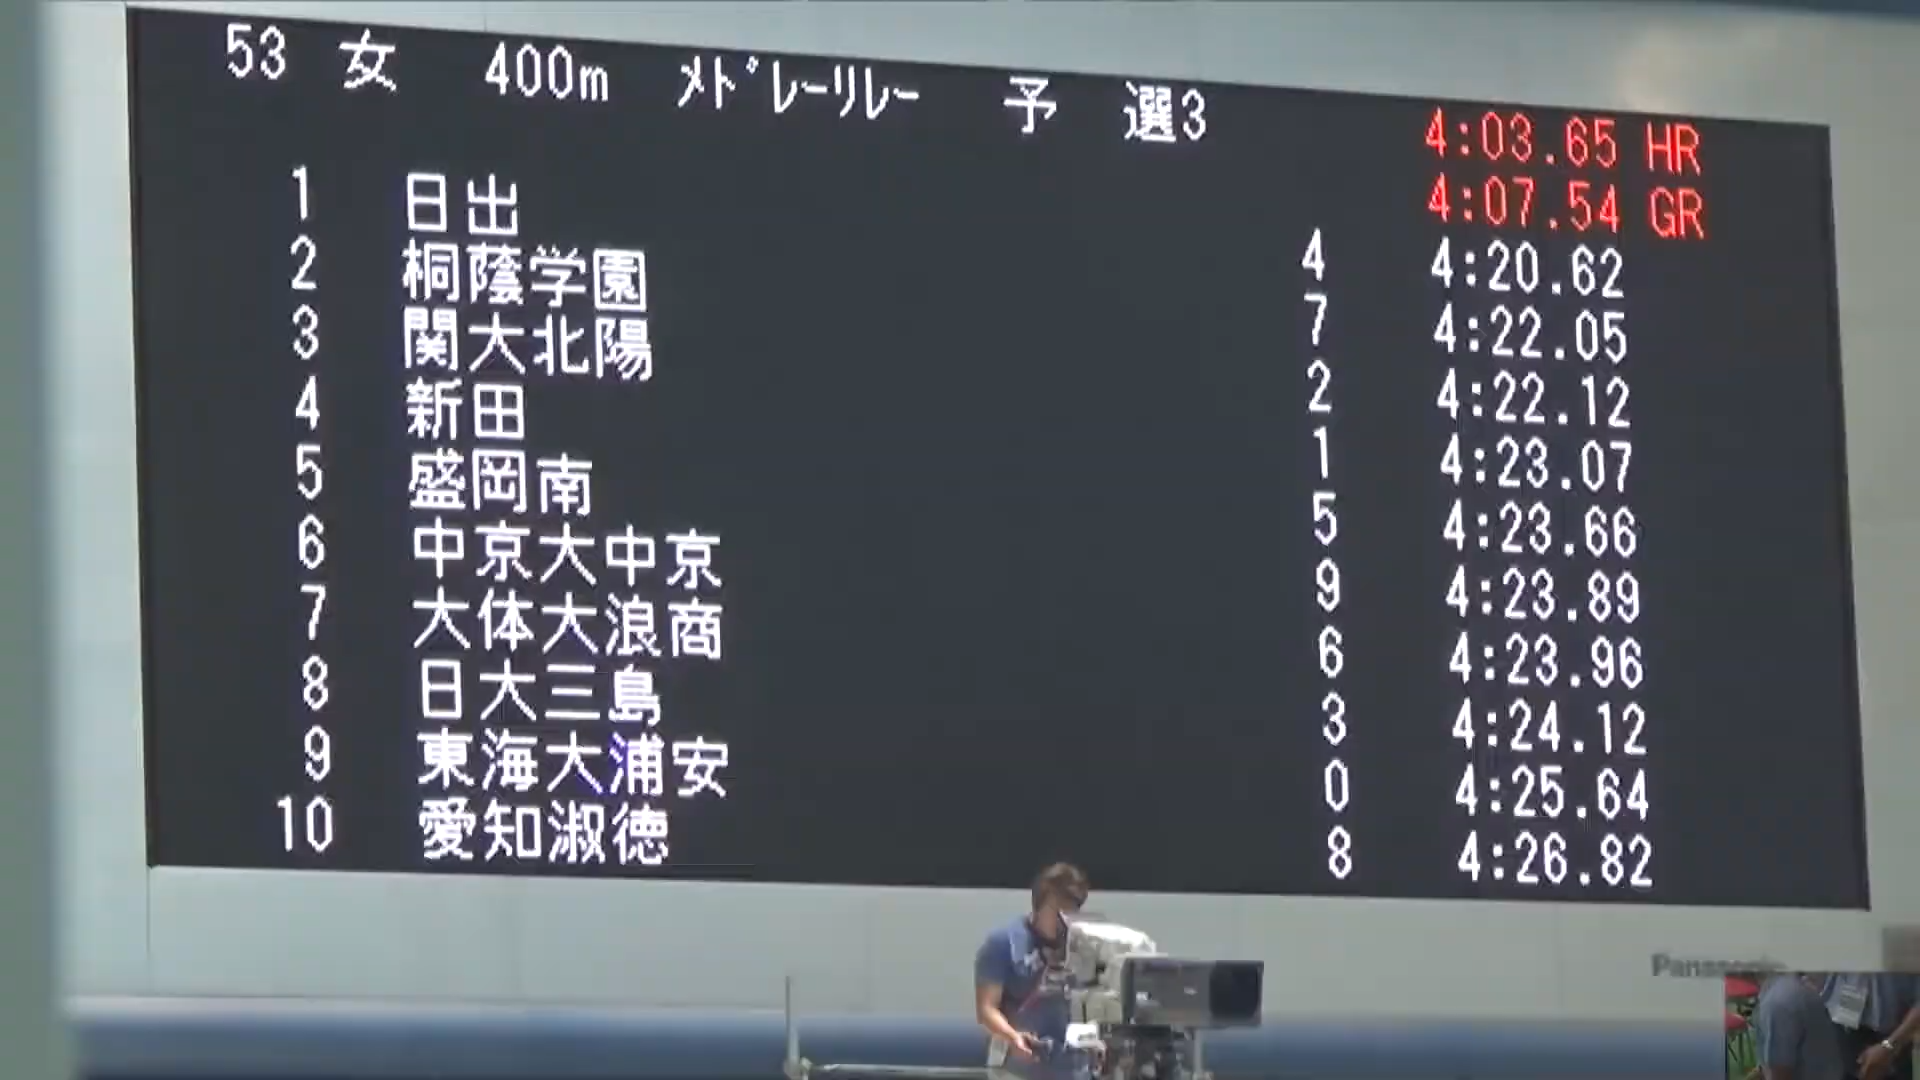 53 女 400m ﾒﾄﾞﾚｰﾘﾚｰ 予 選3 4:03.65 HR
4:07.54 GR
1 日出 4 4:20.62
2 桐蔭学園 7 4:22.05
3 関大北陽 2 4:22.12
4 新田 1 4:23.07
5 盛岡南 5 4:23.66
6 中京大中京 9 4:23.89
7 大体大浪商 6 4:23.96
8 日大三島 3 4:24.12
9 東海大浦安 0 4:25.64
10 愛知淑徳 8 4:26.82
Panasonic